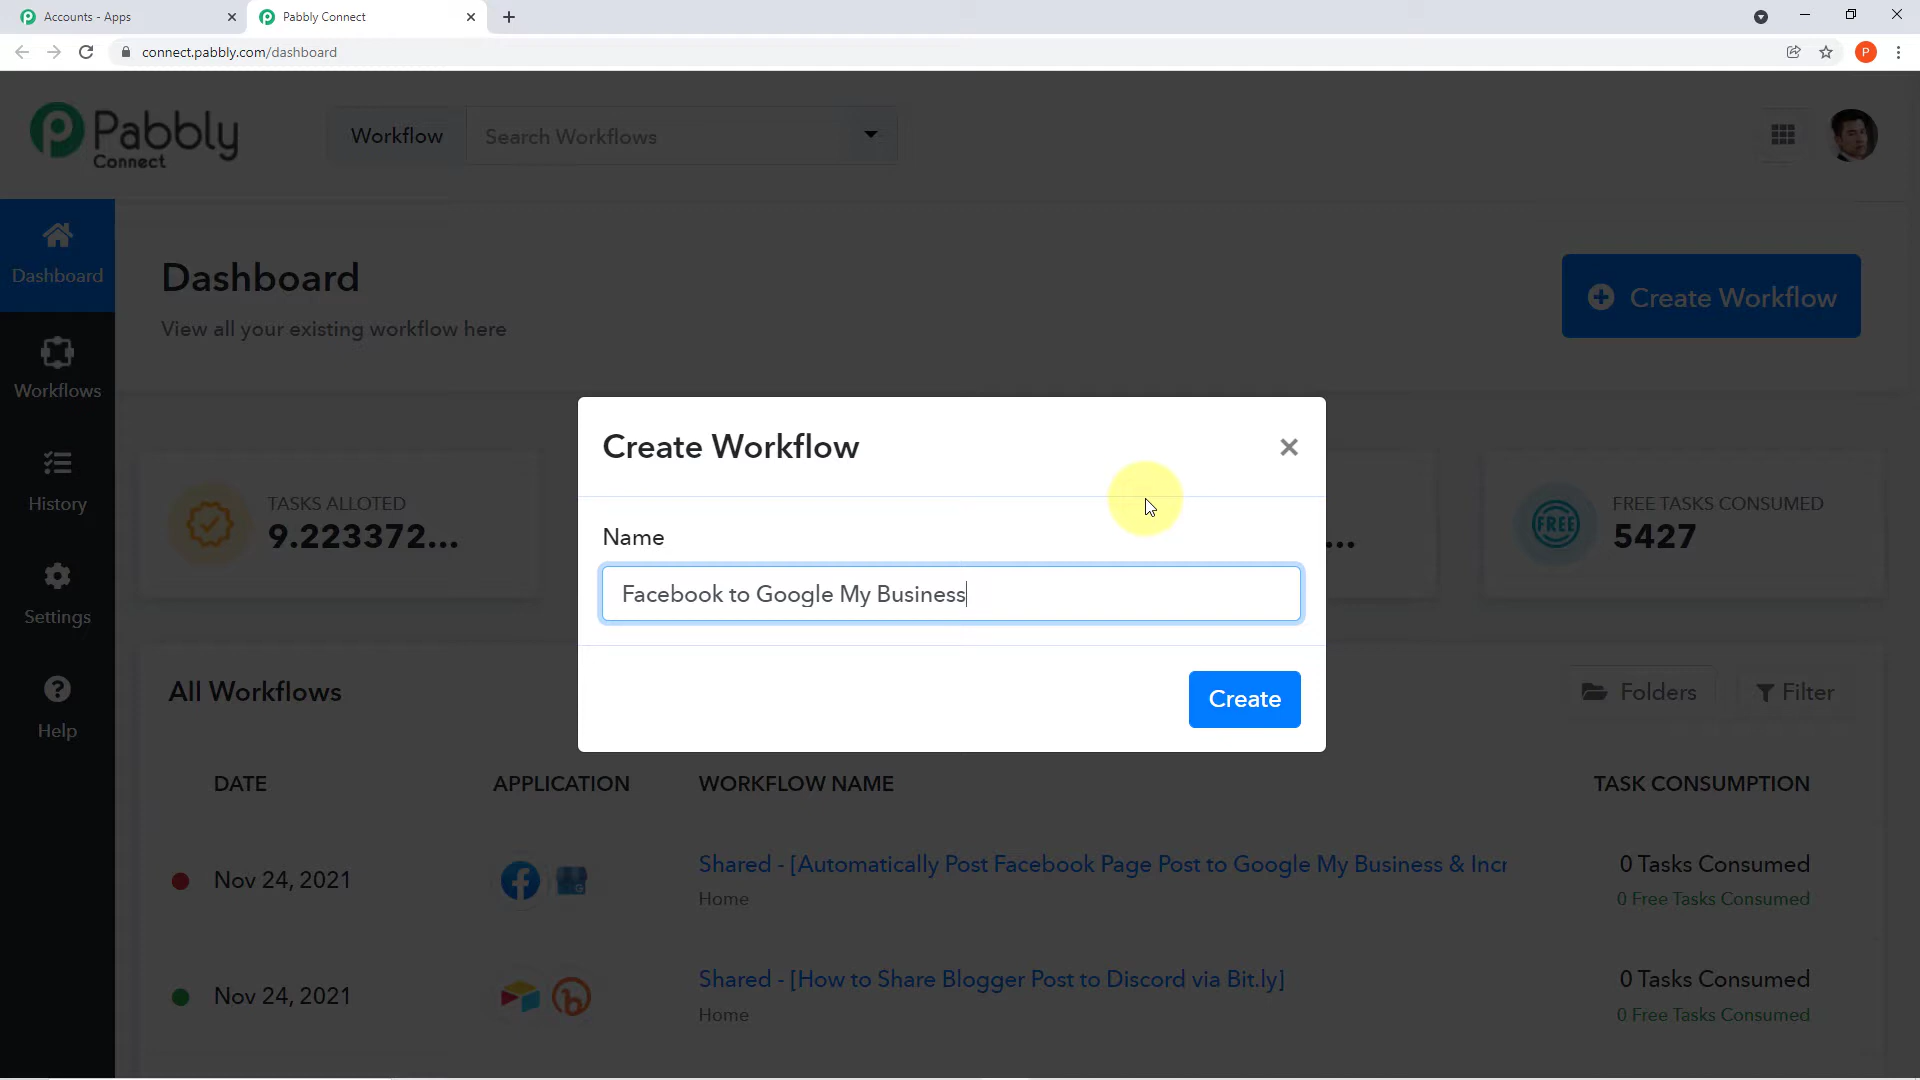 Accounts - Apps
Pabbly Connect
connect.pabbly.com/dashboard
P
Pabbly
Connect
Workflow
Search Workflows
Dashboard
Dashboard
View all your existing workflow here
Create Workflow
Workflows
Create Workflow
History
TASKS ALLOTED
9.223372...
Name
...
FREE
FREE TASKS CONSUMED
5427
Facebook to Google My Business
Settings
All Workflows
Create
Folders
Filter
Help
DATE
APPLICATION
WORKFLOW NAME
TASK CONSUMPTION
Nov 24, 2021
Shared - [Automatically Post Facebook Page Post to Google My Business & Incr
0 Tasks Consumed
Home
0 Free Tasks Consumed
Nov 24, 2021
Shared - [How to Share Blogger Post to Discord via Bit.ly]
0 Tasks Consumed
Home
0 Free Tasks Consumed